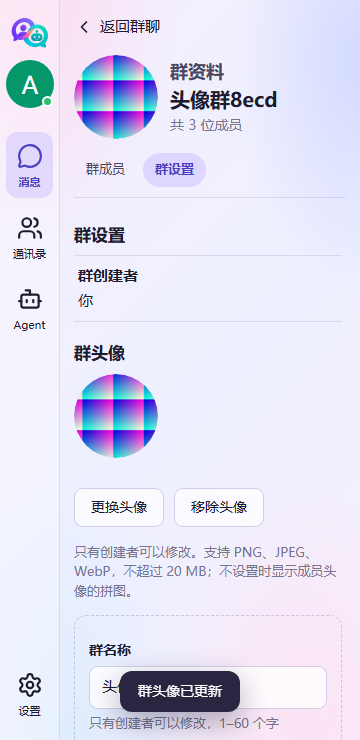 返回群聊
A
群资料
头像群8ecd
共 3 位成员
群成员
群设置
消息
通讯录
Agent
群设置
群创建者
你
群头像
更换头像
移除头像
只有创建者可以修改。支持 PNG、JPEG、
WebP，不超过 20 MB；不设置时显示成员头
像的拼图。
群名称
头
群头像已更新
只有创建者可以修改，1–60 个字
设置